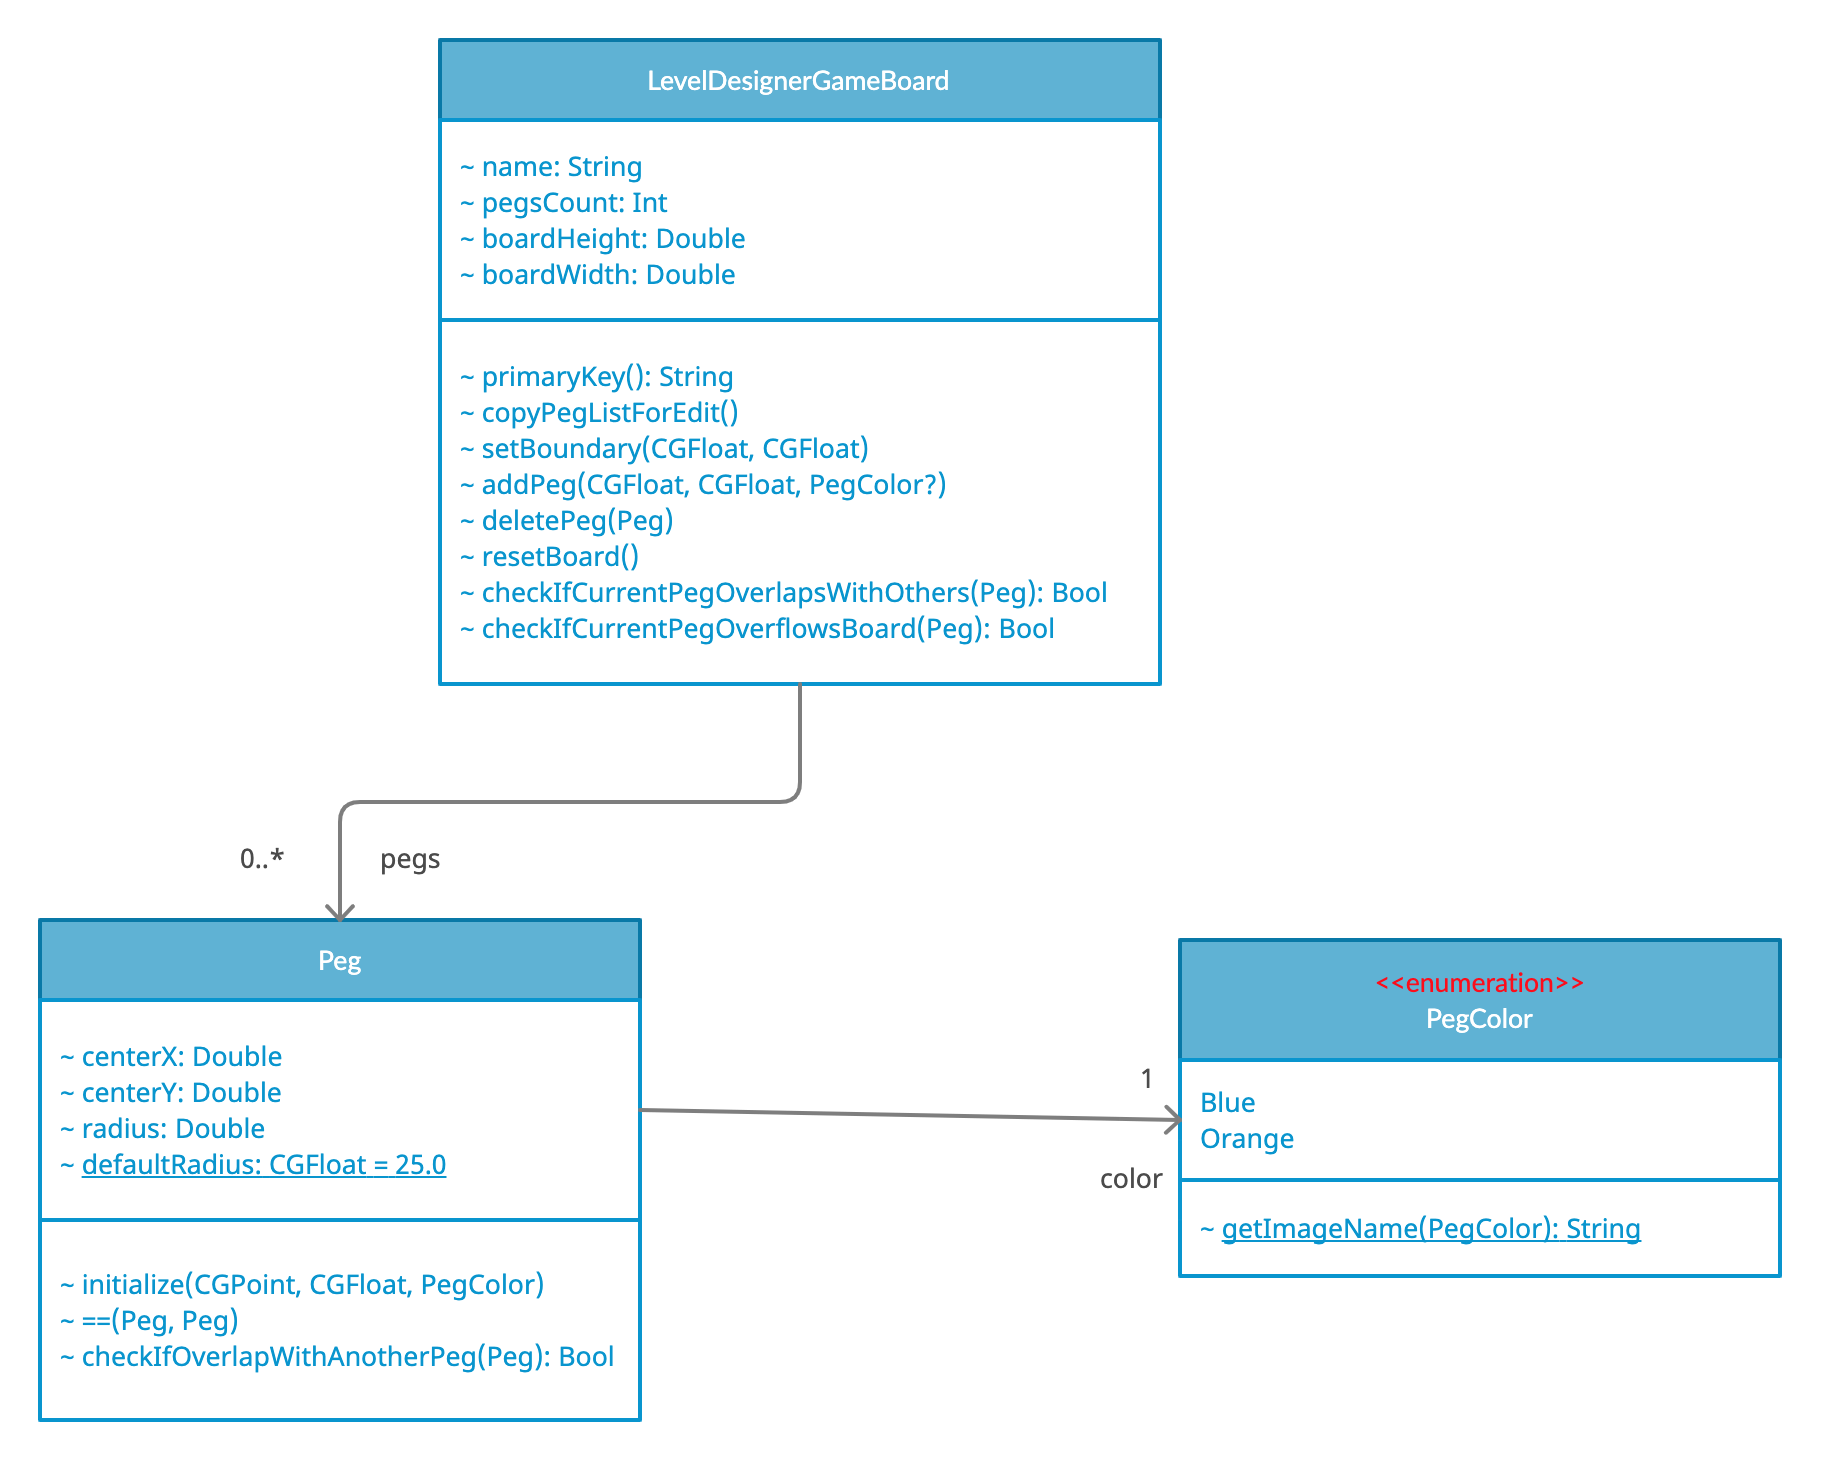 LevelDesignerGameBoard
~ name: String
~ pegsCount: Int
~ boardHeight: Double
~ boardWidth: Double
~ primaryKey(): String
~ copyPegListForEdit()
~ setBoundary(CGFloat, CGFloat)
~ addPeg(CGFloat, CGFloat, PegColor?)
~ deletePeg(Peg)
~ resetBoard()
~ checkIfCurrentPegOverlapsWithOthers(Peg): Bool
~ checkIfCurrentPegOverflowsBoard(Peg): Bool
0..*
pegs
Peg
~ centerX: Double
~ centerY: Double
~ radius: Double
~ defaultRadius: CGFloat = 25.0
~ initialize(CGPoint, CGFloat, PegColor)
~ ==(Peg, Peg)
~ checkIfOverlapWithAnotherPeg(Peg): Bool
1
color
<<enumeration>>
PegColor
Blue
Orange
~ getImageName(PegColor): String